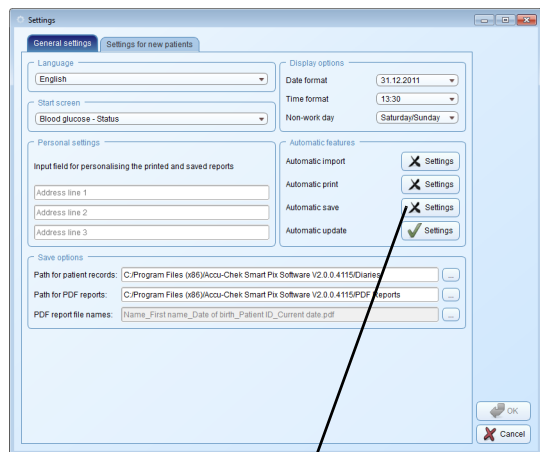 Settings
General settings
Settings for new patients
Language
English
Start screen
Blood glucose - Status
Display options
Date format
31.12.2011
Time format
13:30
Non-work day
Saturday/Sunday
Personal settings
Input field for personalising the printed and saved reports
Address line 1
Address line 2
Address line 3
Automatic features
Automatic import
Settings
Automatic print
Settings
Automatic save
Settings
Automatic update
Settings
Save options
Path for patient records:
C:/Program Files (x86)/Accu-Chek Smart Pix Software V2.0.0.4115/Diaries
...
Path for PDF reports:
C:/Program Files (x86)/Accu-Chek Smart Pix Software V2.0.0.4115/PDF Reports
...
PDF report file names:
Name_First name_Date of birth_Patient ID_Current date.pdf
...
OK
Cancel